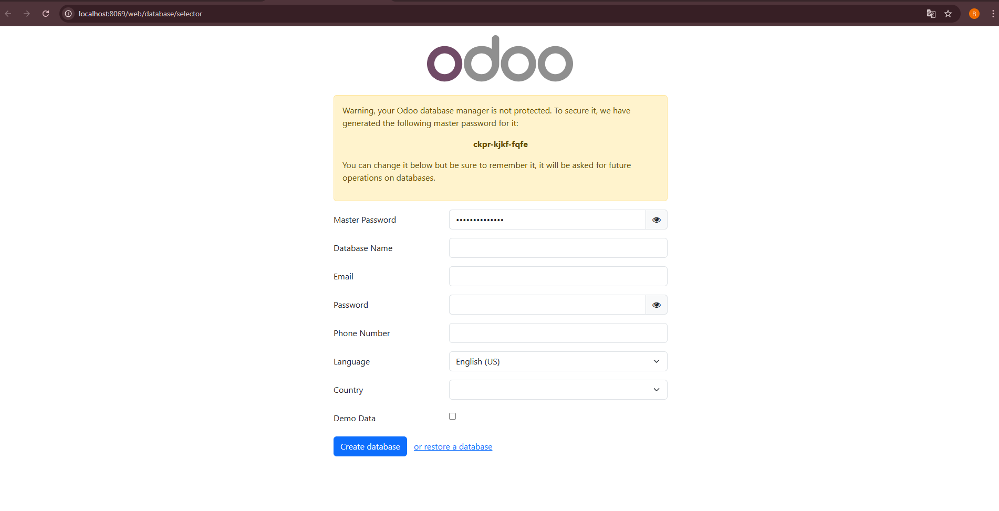 localhost:8069/web/database/selector
R
odoo
Warning, your Odoo database manager is not protected. To secure it, we have
generated the following master password for it:
ckpr-kjkf-fqfe
You can change it below but be sure to remember it, it will be asked for future
operations on databases.
Master Password ••••••••••••••
Database Name
Email
Password
Phone Number
Language English (US)
Country
Demo Data
Create database or restore a database